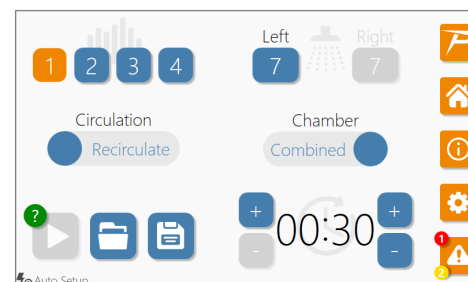 Left Right
1 2 3 4 7 7
Circulation Chamber
Recirculate Combined
?
+ 00:30 +
- -
1
2
Auto Setup